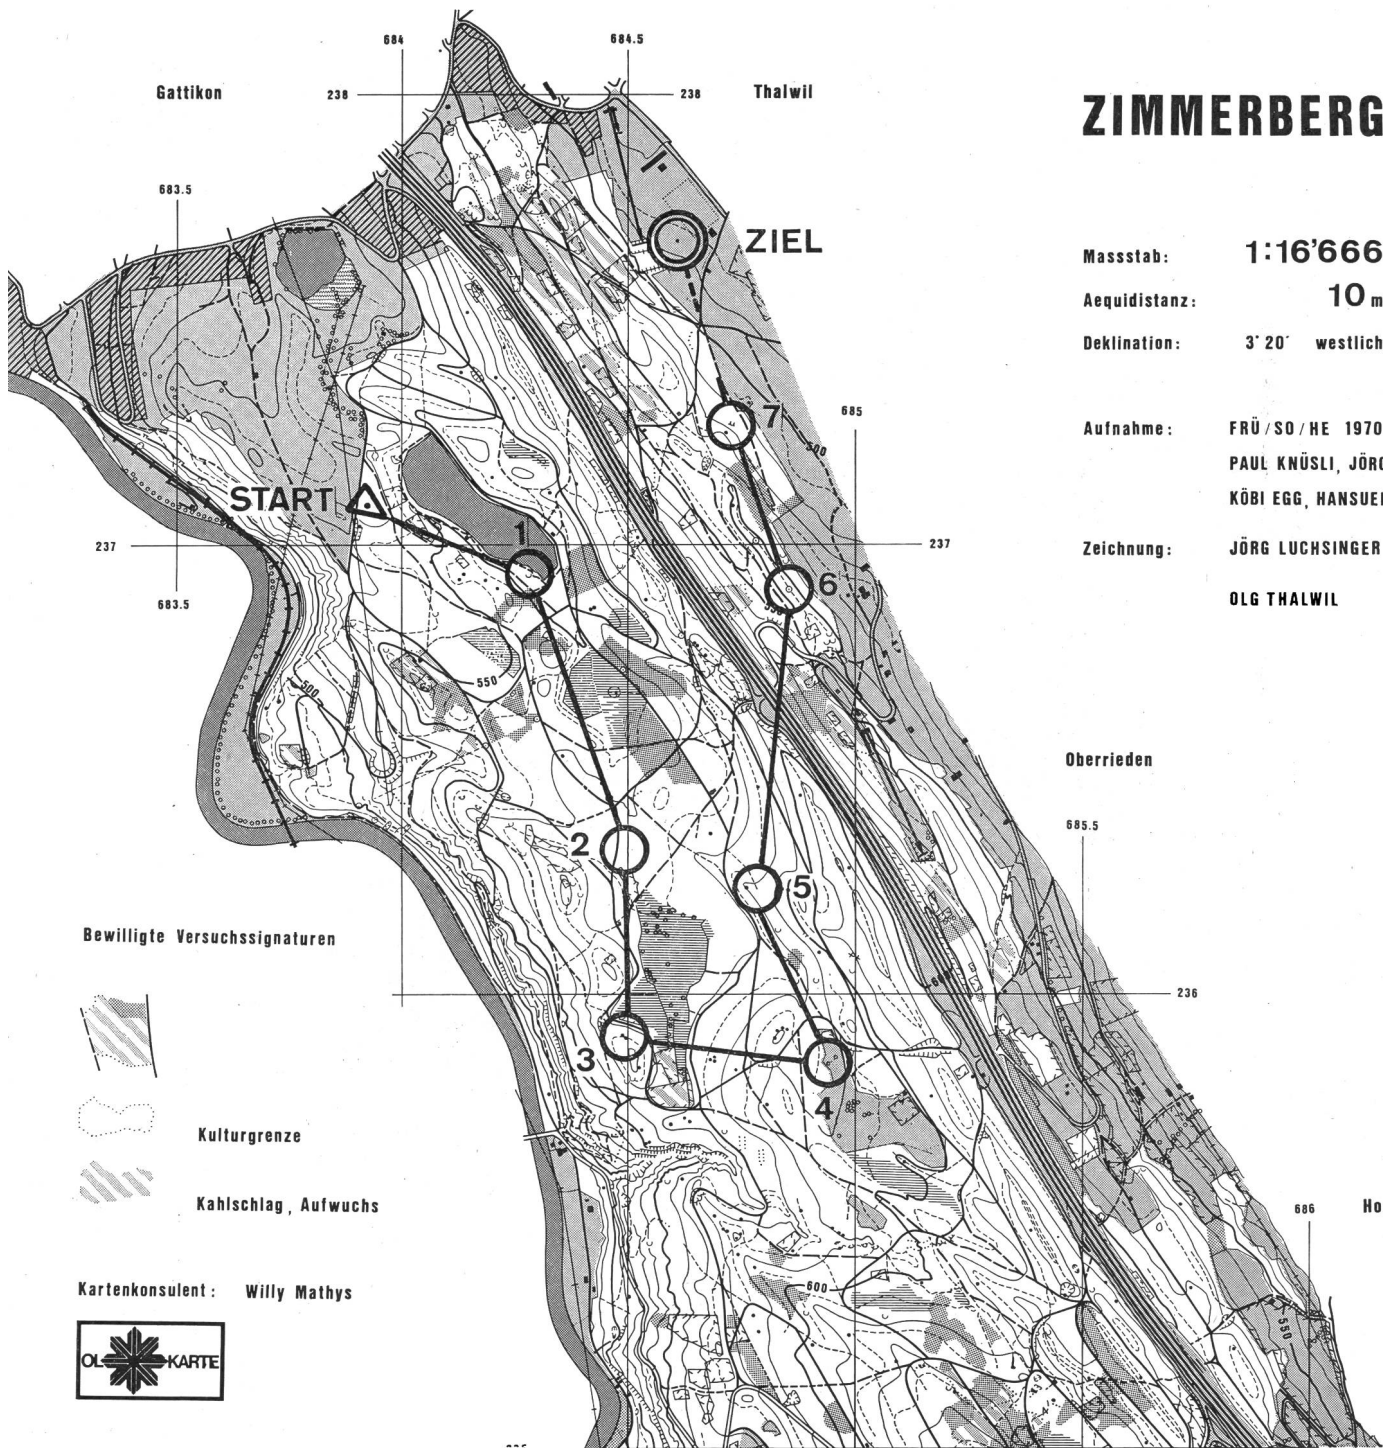 684
684.5
Gattikon
238
238
Thalwil
ZIMMERBERG
683.5
ZIEL
Massstab: 1:16'666
Aequidistanz: 10 m
Deklination: 3° 20' westlich
7
685
Aufnahme: FRÜ/SO/HE 1970
500
PAUL KNÜSLI, JÖRG
START
KÖBI EGG, HANSUE
1
237
237
Zeichnung: JÖRG LUCHSINGER
6
683.5
OLG THALWIL
550
500
Oberrieden
685.5
2
5
Bewilligte Versuchssignaturen
236
3
4
Kulturgrenze
Kahlschlag, Aufwuchs
686
Ho
600
Kartenkonsulent: Willy Mathys
550
OL KARTE